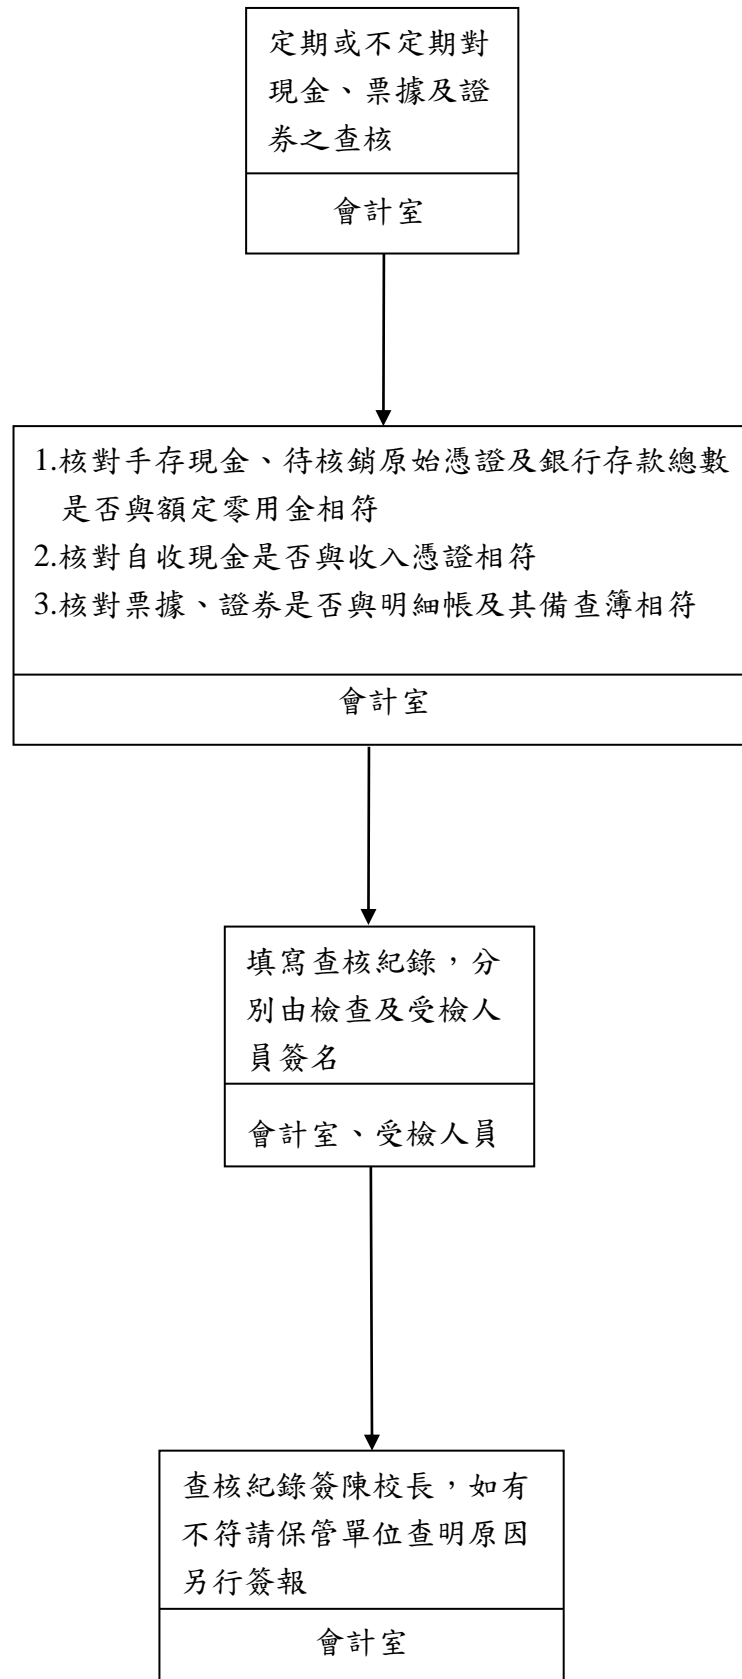 定期或不定期對
現金、票據及證
券之查核
會計室
1.核對手存現金、待核銷原始憑證及銀行存款總數
是否與額定零用金相符
2.核對自收現金是否與收入憑證相符
3.核對票據、證券是否與明細帳及其備查簿相符
會計室
填寫查核紀錄，分
別由檢查及受檢人
員簽名
會計室、受檢人員
查核紀錄簽陳校長，如有
不符請保管單位查明原因
另行簽報
會計室